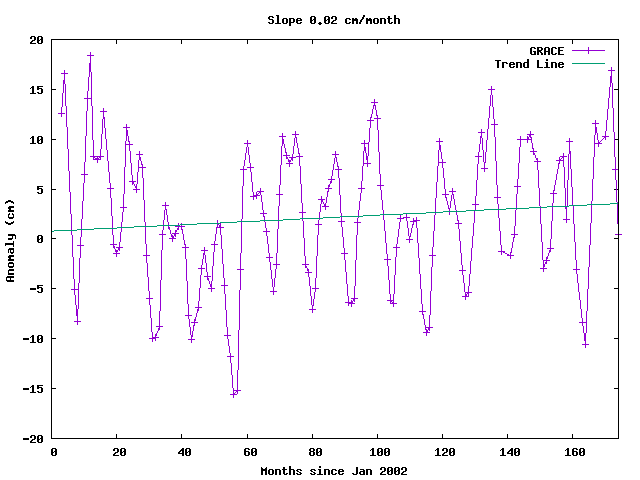 Slope 0.02 cm/month
GRACE
Trend Line
20
15
10
5
0
-5
-10
-15
-20
Anomaly (cm)
0 20 40 60 80 100 120 140 160
Months since Jan 2002